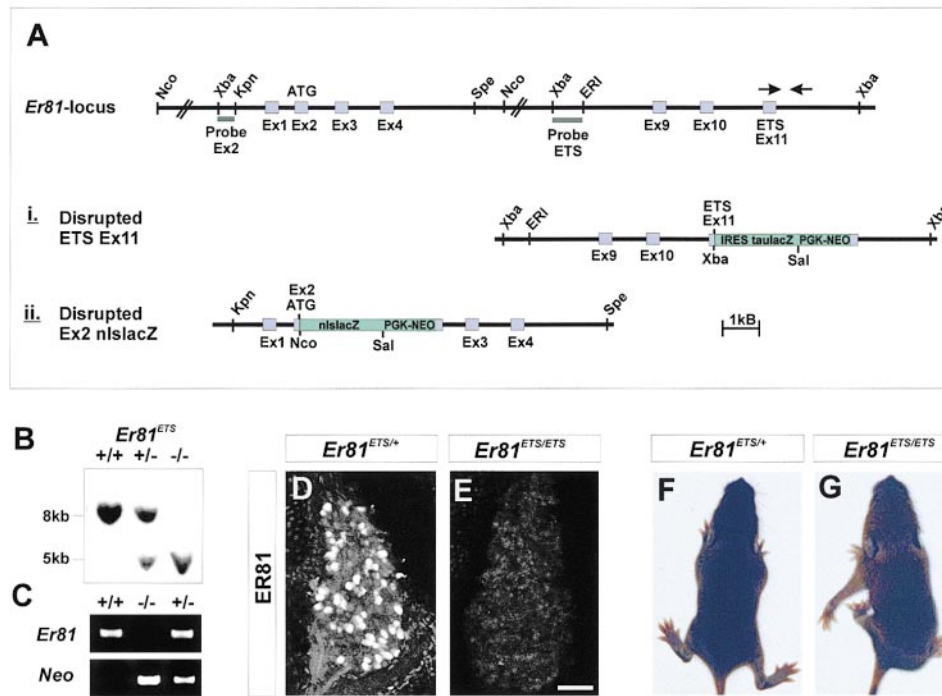 A
Nco Xba Kpn ATG Spe Nco Xba ERI Xba
Er81-locus
Ex1 Ex2 Ex3 Ex4 Ex9 Ex10 ETS
Ex11
Probe
Ex2
Probe
ETS
i. Disrupted
ETS Ex11
Xba ERI ETS
Ex11 Xba
IRES taulacZ PGK-NEO
Ex9 Ex10 Xba Sal
ii. Disrupted
Ex2 nlslacZ
Kpn Ex2
ATG Spe
nlslacZ PGK-NEO
Ex1 Nco Sal Ex3 Ex4
1kB
B
Er81ETS
+/+ +/- -/-
8kb
5kb
C
+/+ -/- +/-
Er81
Neo
Er81ETS/+ Er81ETS/ETS
ER81
D E
Er81ETS/+ Er81ETS/ETS
F G